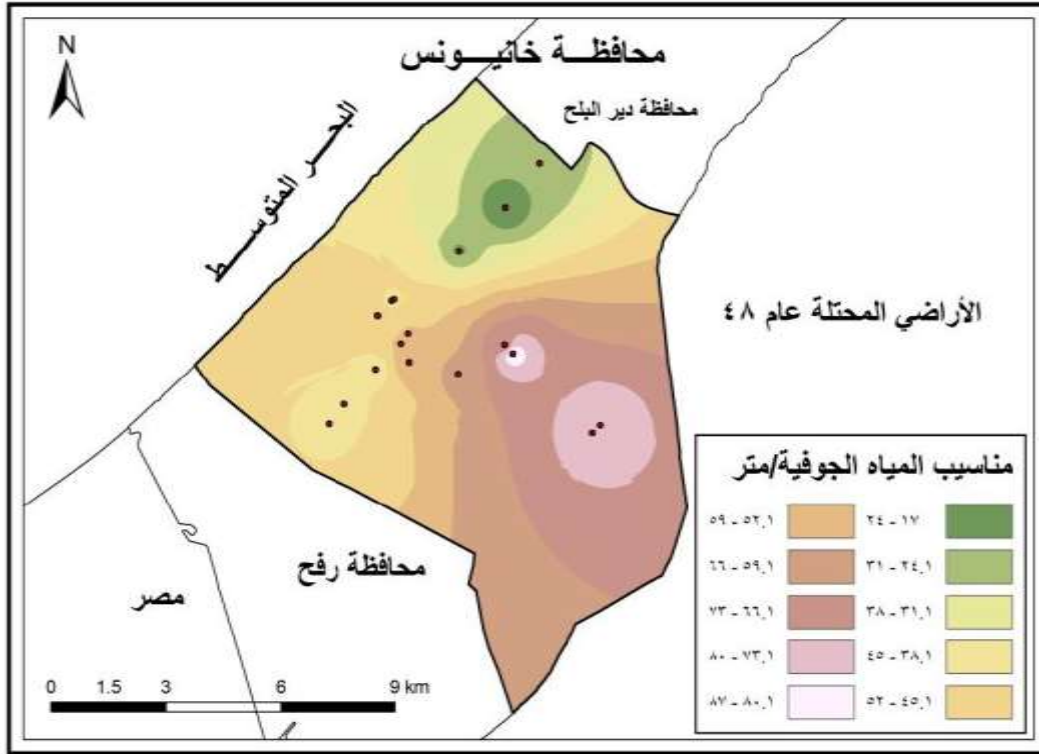 محافظـــة خانيـــونس
N
محافظة دير البلح
البحـــر المتوســـط
الأراضي المحتلة عام ٤٨
محافظة رفح
مصر
0 1.5 3 6 9 km
مناسيب المياه الجوفية/متر
١٧ - ٢٤
٢٤,١ - ٣١
٣١,١ - ٣٨
٣٨,١ - ٤٥
٤٥,١ - ٥٢
٥٢,١ - ٥٩
٥٩,١ - ٦٦
٦٦,١ - ٧٣
٧٣,١ - ٨٠
٨٠,١ - ٨٧